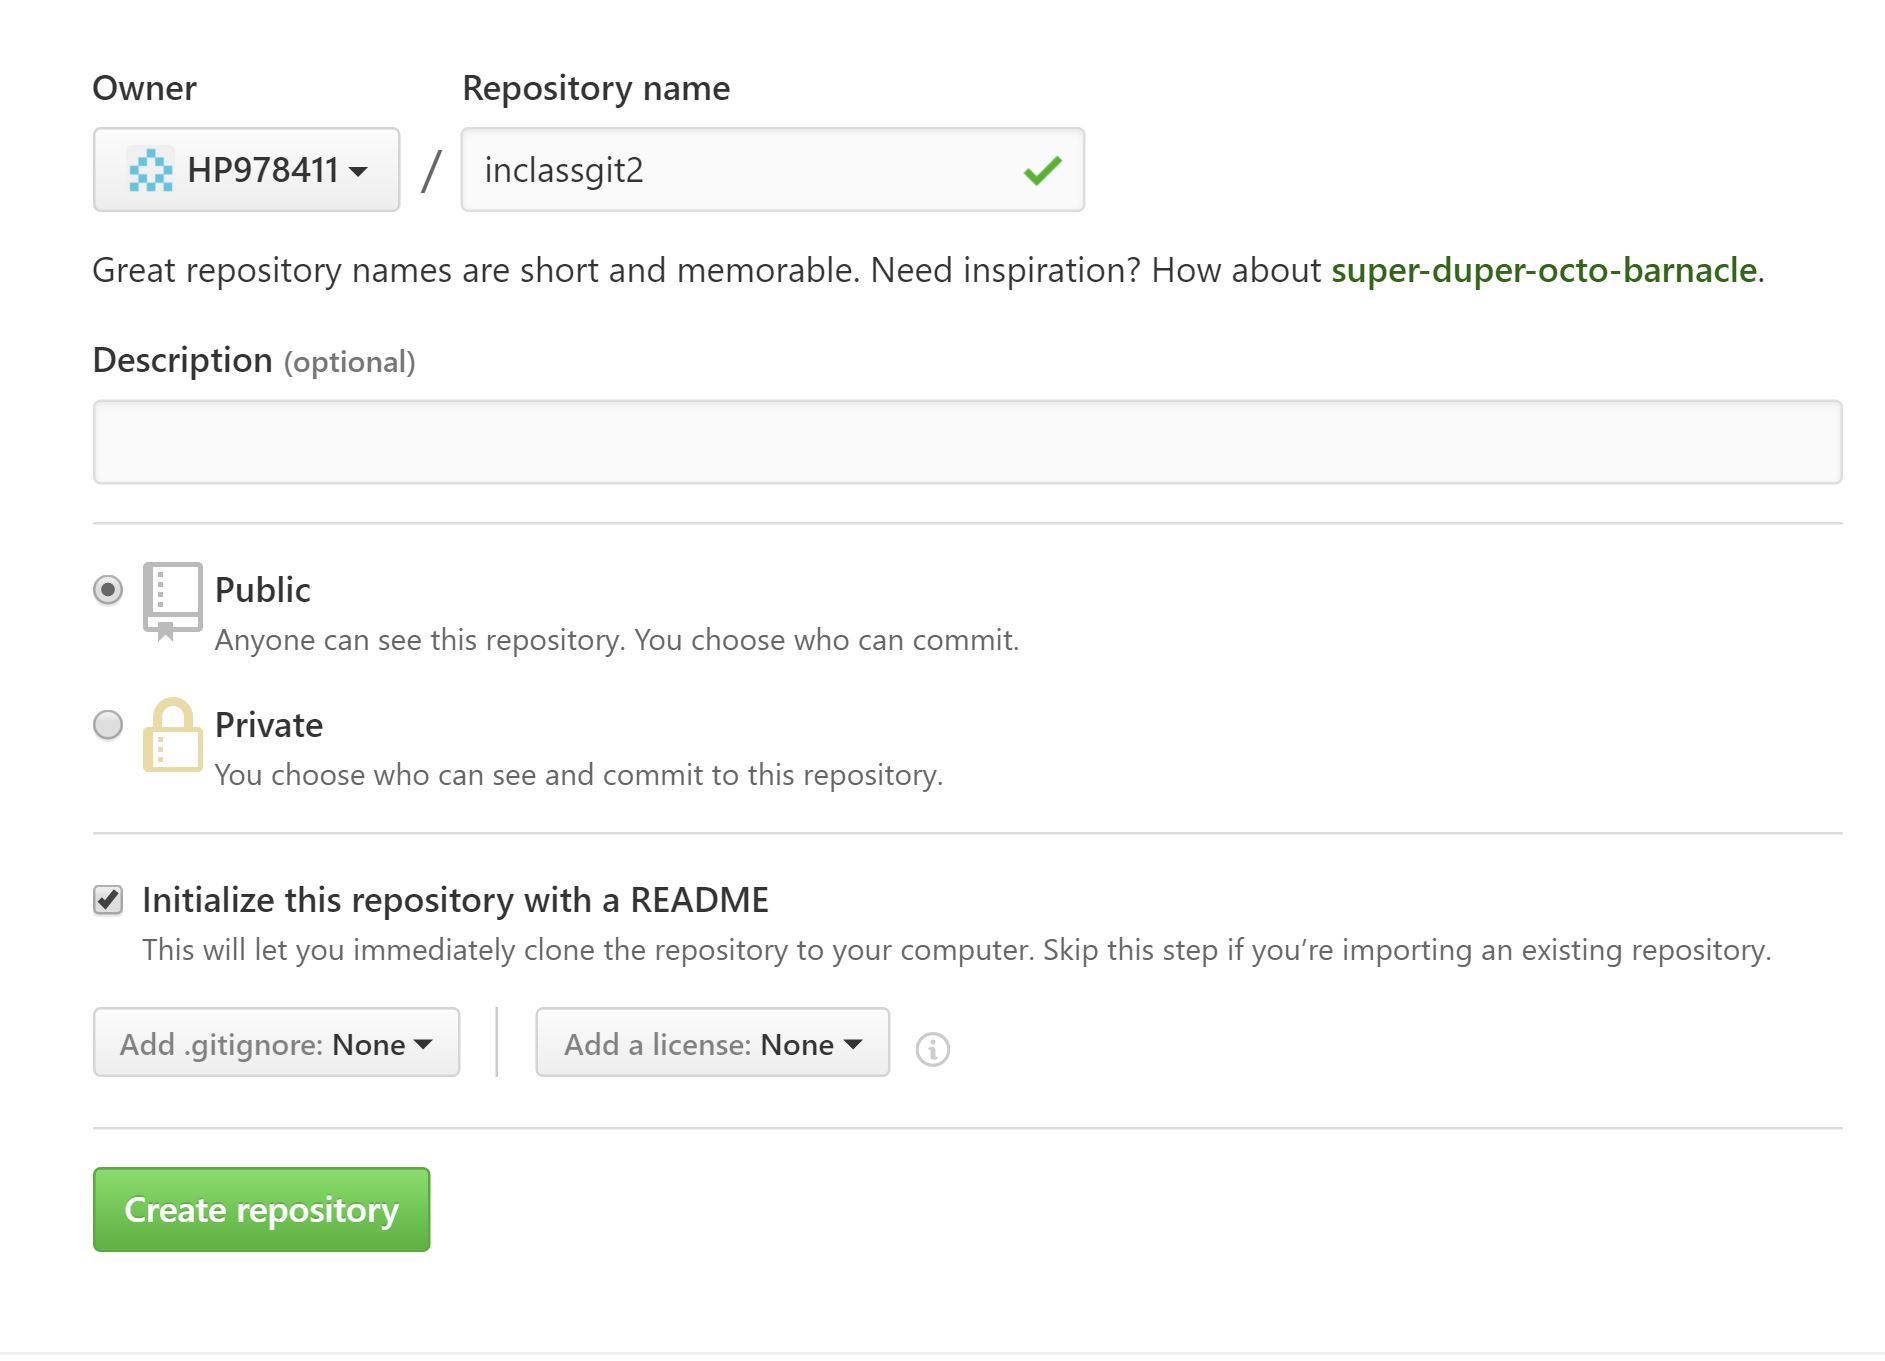 Owner
Repository name
HP978411
/
inclassgit2
Great repository names are short and memorable. Need inspiration? How about super-duper-octo-barnacle.
Description (optional)
Public
Anyone can see this repository. You choose who can commit.
Private
You choose who can see and commit to this repository.
Initialize this repository with a README
This will let you immediately clone the repository to your computer. Skip this step if you’re importing an existing repository.
Add .gitignore: None
Add a license: None
Create repository